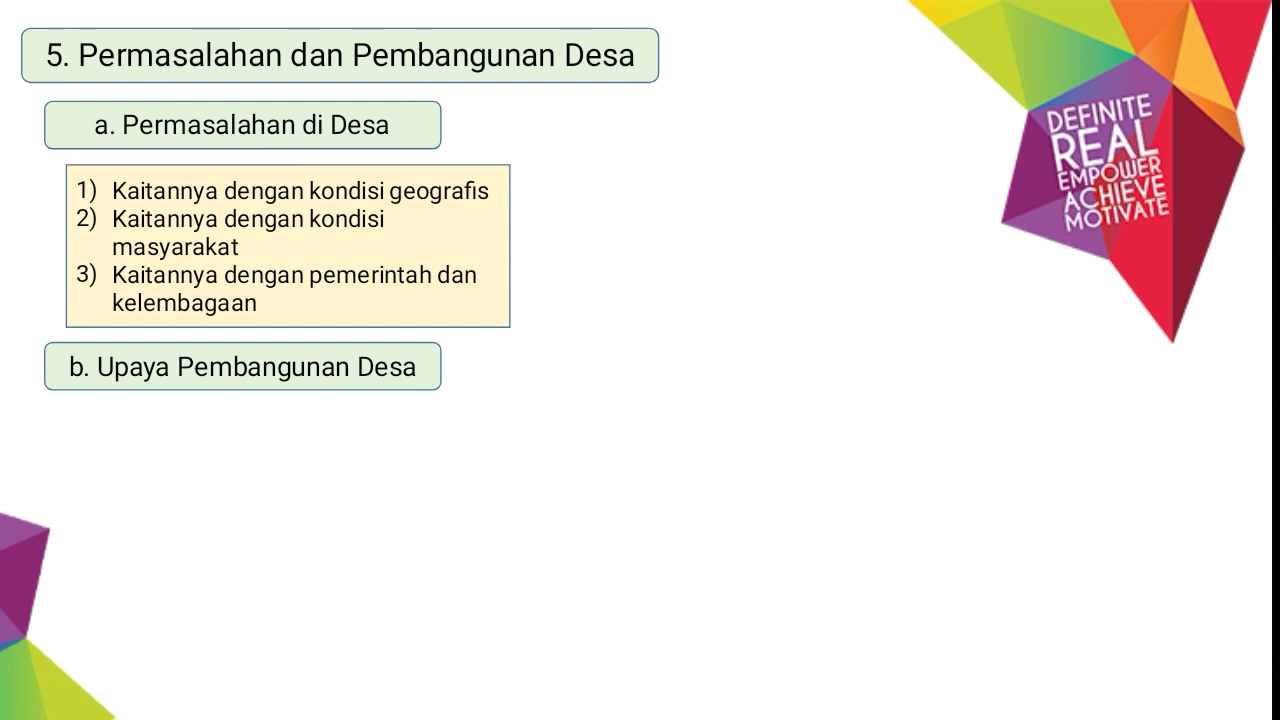 5. Permasalahan dan Pembangunan Desa
a. Permasalahan di Desa
1) Kaitannya dengan kondisi geografis
2) Kaitannya dengan kondisi
masyarakat
3) Kaitannya dengan pemerintah dan
kelembagaan
b. Upaya Pembangunan Desa
DEFINITE
REAL
EMPOWER
ACHIEVE
MOTIVATE